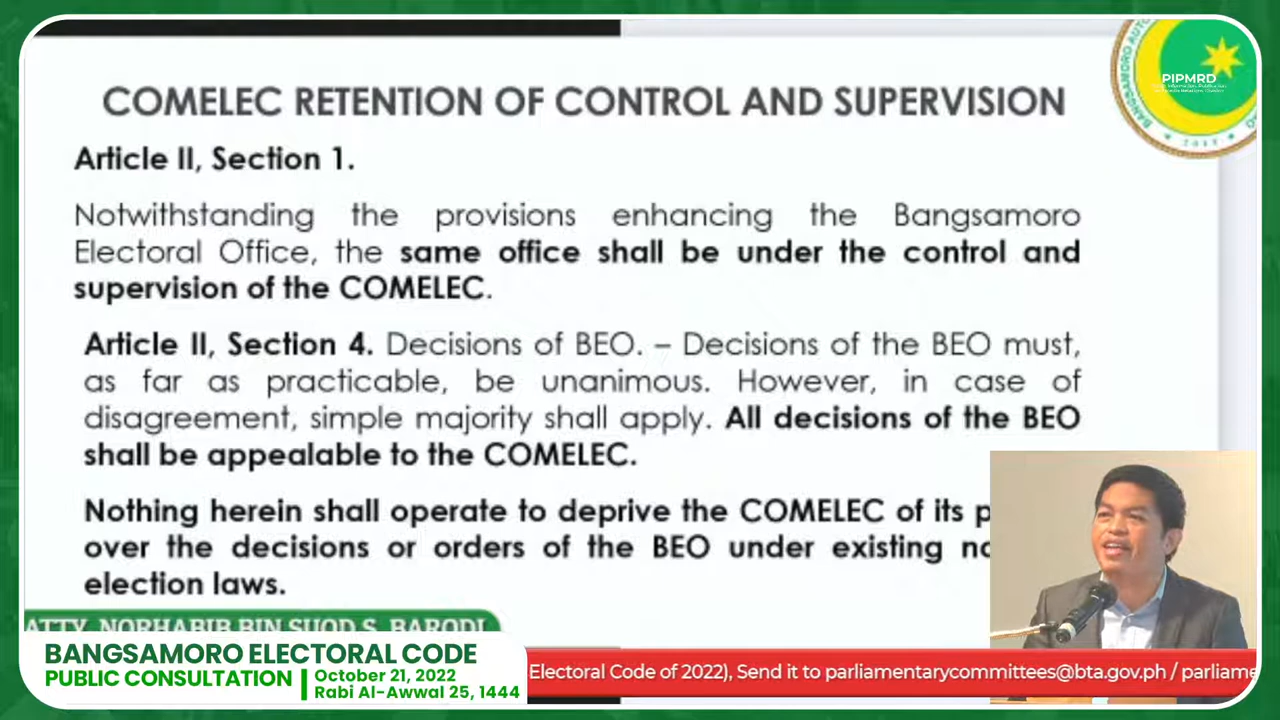 COMELEC RETENTION OF CONTROL AND SUPERVISION
Article II, Section 1.
Notwithstanding the provisions enhancing the Bangsamoro
Electoral Office, the same office shall be under the control and
supervision of the COMELEC.
Article II, Section 4. Decisions of BEO. – Decisions of the BEO must,
as far as practicable, be unanimous. However, in case of
disagreement, simple majority shall apply. All decisions of the BEO
shall be appealable to the COMELEC.
Nothing herein shall operate to deprive the COMELEC of its p
over the decisions or orders of the BEO under existing
election laws.
PIPMRD
ATTY. NORHABIB BIN SUOD S. BARODI
BANGSAMORO ELECTORAL CODE
PUBLIC CONSULTATION
October 21, 2022
Rabi Al-Awwal 25, 1444
Electoral Code of 2022), Send it to parliamentarycommittees@bta.gov.ph / parliame